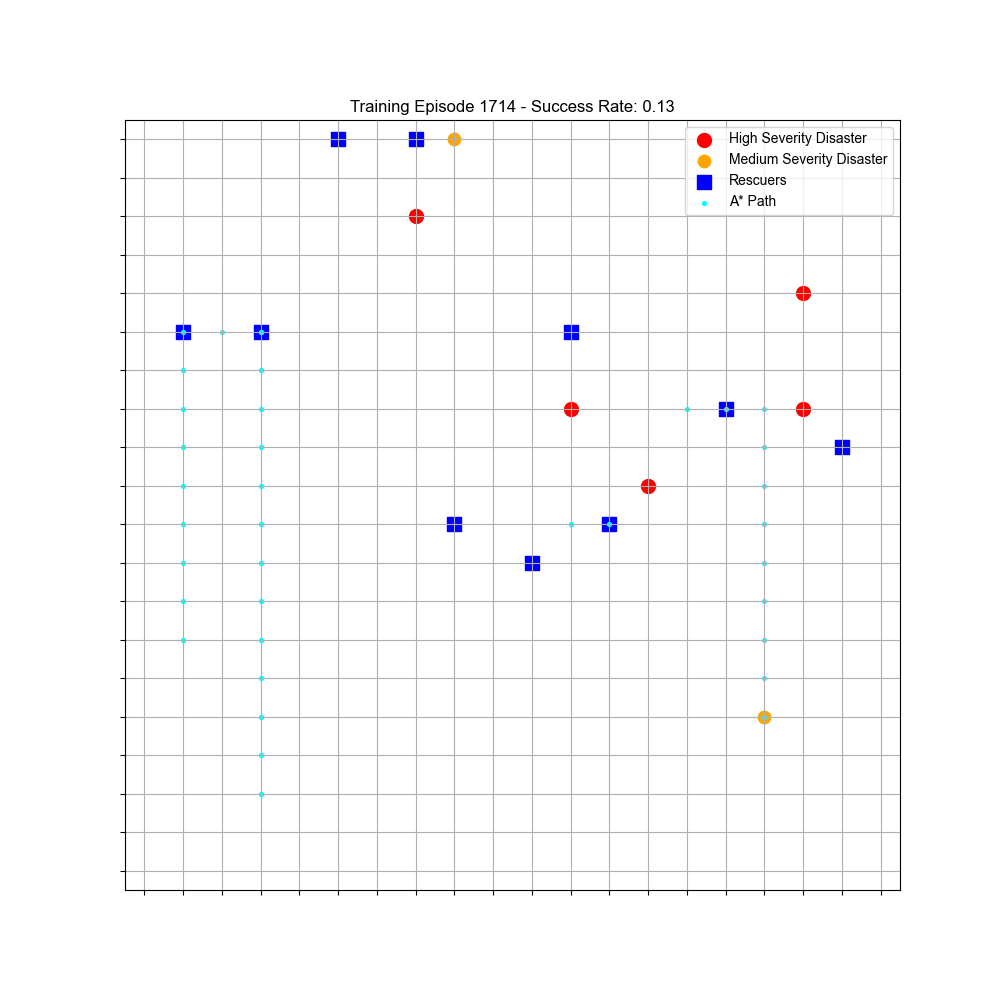 Training Episode 1714 - Success Rate: 0.13
High Severity Disaster
Medium Severity Disaster
Rescuers
A* Path